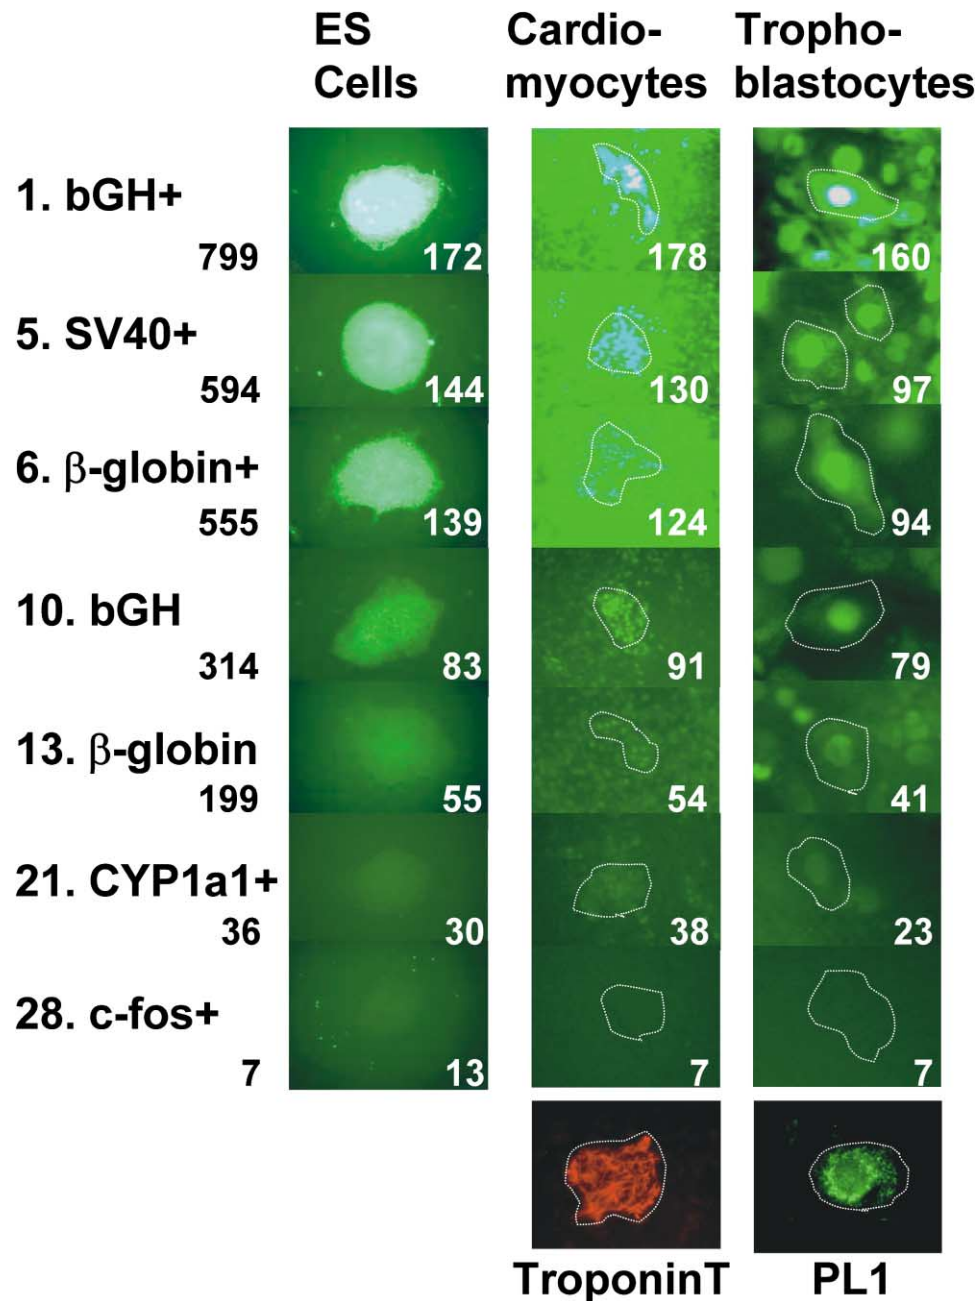 ES Cells
Cardio-myocytes
Tropho-blastocytes
1. bGH+
799
172
178
160
5. SV40+
594
144
130
97
6. β-globin+
555
139
124
94
10. bGH
314
83
91
79
13. β-globin
199
55
54
41
21. CYP1a1+
36
30
38
23
28. c-fos+
7
13
7
7
TroponinT
PL1